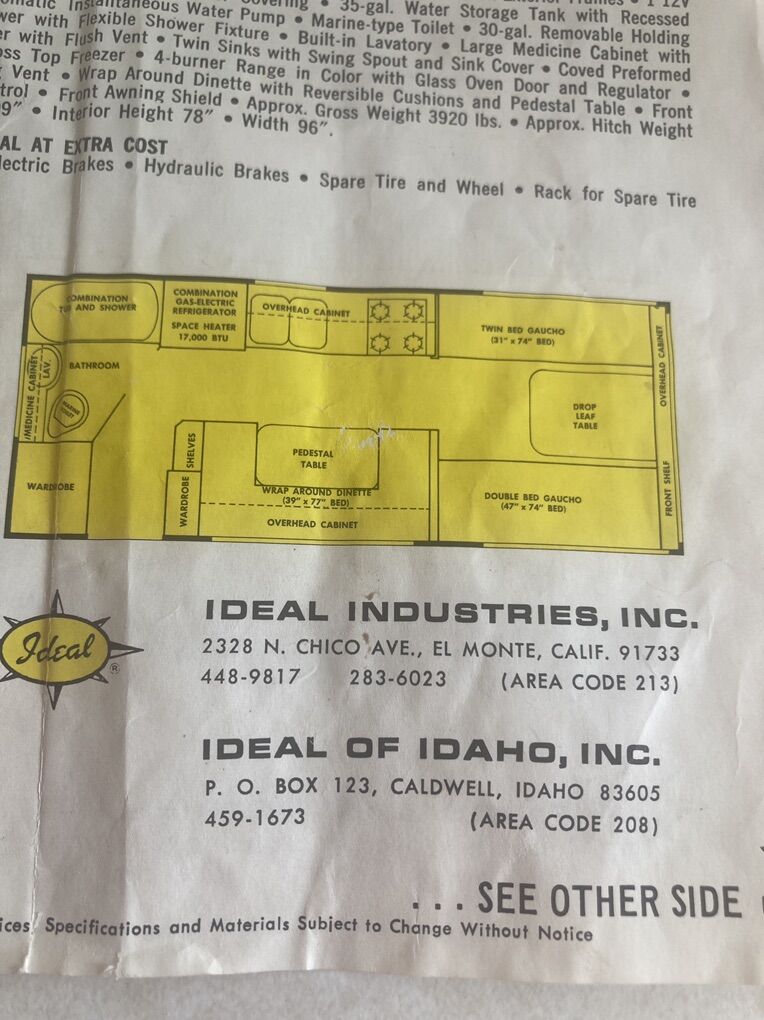 35-gal. Water Storage Tank with Recessed
Instantaneous Water Pump • Marine-type Toilet • 30-gal. Removable Holding
with Flexible Shower Fixture • Built-in Lavatory • Large Medicine Cabinet with
with Flush Vent • Twin Sinks with Swing Spout and Sink Cover • Coved Preformed
Top Freezer • 4-burner Range in Color with Glass Oven Door and Regulator •
Vent • Wrap Around Dinette with Reversible Cushions and Pedestal Table • Front
• Front Awning Shield • Approx. Gross Weight 3920 lbs. • Approx. Hitch Weight
• Interior Height 78" • Width 96".
AT EXTRA COST
Brakes • Hydraulic Brakes • Spare Tire and Wheel • Rack for Spare Tire
COMBINATION
TUB AND SHOWER
COMBINATION
GAS-ELECTRIC
REFRIGERATOR
SPACE HEATER
17,000 BTU
OVERHEAD CABINET
TWIN BED GAUCHO
(31" x 74" BED)
OVERHEAD CABINET
MEDICINE CABINET
LAV.
BATHROOM
MARINE
TOILET
DROP
LEAF
TABLE
WARDROBE
WARDROBE SHELVES
PEDESTAL
TABLE
WRAP AROUND DINETTE
(39" x 77" BED)
OVERHEAD CABINET
DOUBLE BED GAUCHO
(47" x 74" BED)
FRONT SHELF
Ideal
®
IDEAL INDUSTRIES, INC.
2328 N. CHICO AVE., EL MONTE, CALIF. 91733
448-9817 283-6023 (AREA CODE 213)
IDEAL OF IDAHO, INC.
P. O. BOX 123, CALDWELL, IDAHO 83605
459-1673 (AREA CODE 208)
. . . SEE OTHER SIDE
Specifications and Materials Subject to Change Without Notice